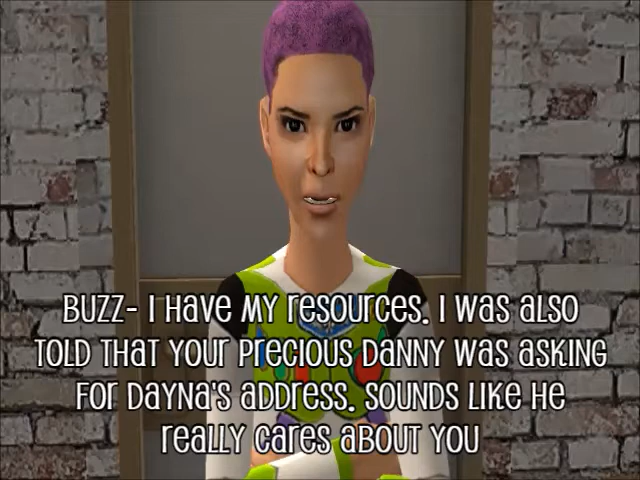 BUZZ- I HAVE MY RESOURCES. I WAS ALSO
TOLD THAT YOUR PRECIOUS DANNY WAS ASKING
FOR DAYNA'S ADDRESS. SOUNDS LIKE HE
REALLY CARES ABOUT YOU